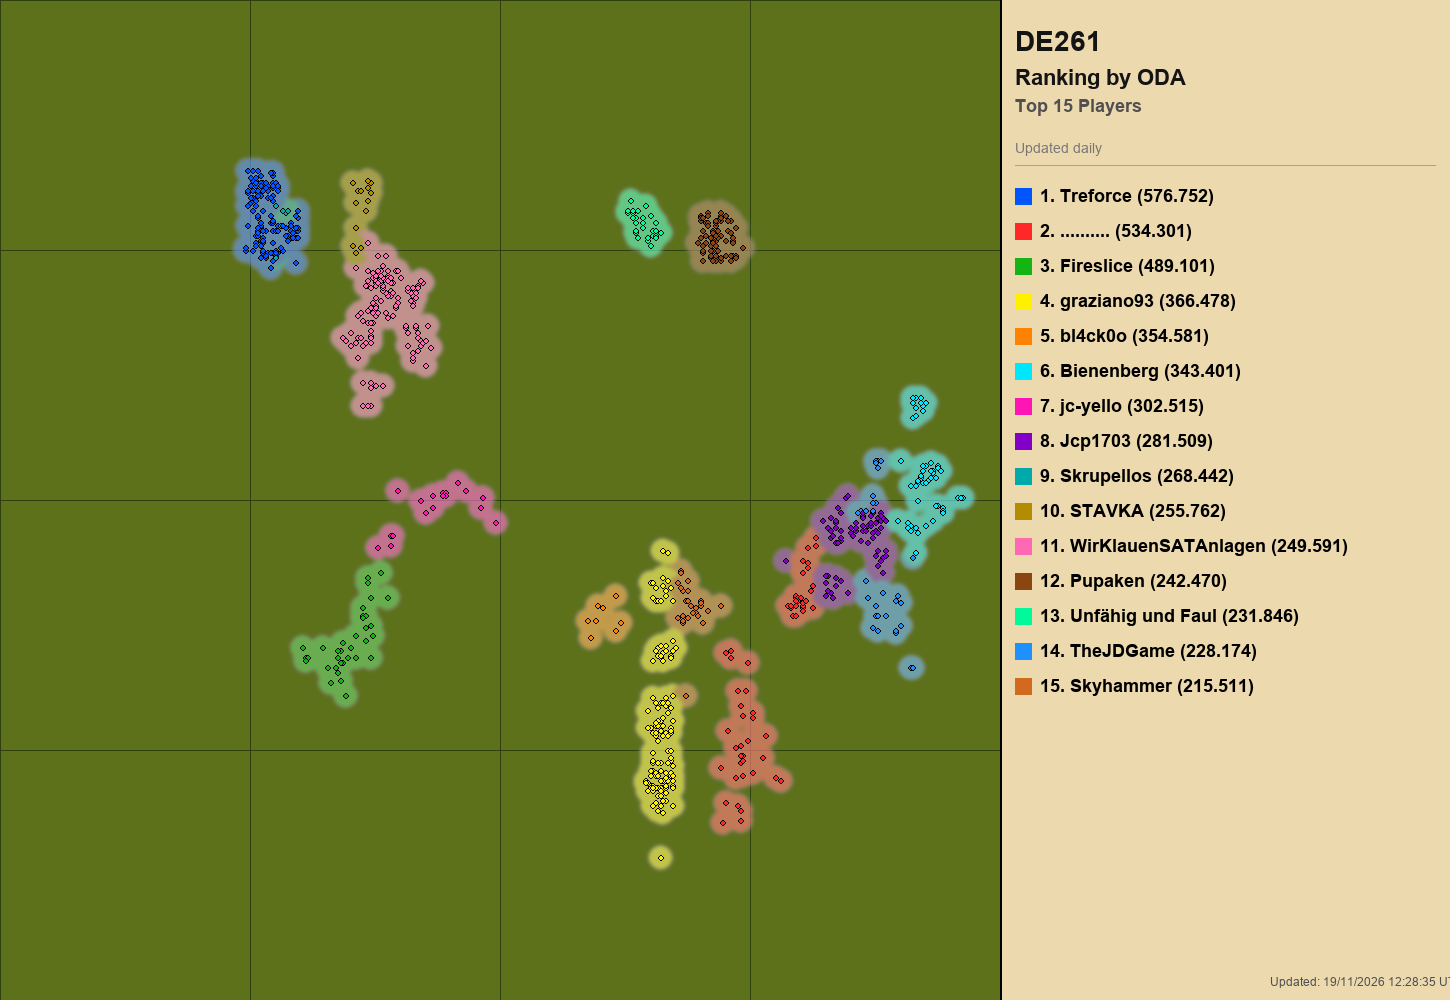 DE261
Ranking by ODA
Top 15 Players
Updated daily
1. Treforce (576.752)
2. .......... (534.301)
3. Fireslice (489.101)
4. graziano93 (366.478)
5. bl4ck0o (354.581)
6. Bienenberg (343.401)
7. jc-yello (302.515)
8. Jcp1703 (281.509)
9. Skrupellos (268.442)
10. STAVKA (255.762)
11. WirKlauenSATAnlagen (249.591)
12. Pupaken (242.470)
13. Unfähig und Faul (231.846)
14. TheJDGame (228.174)
15. Skyhammer (215.511)
Updated: 19/11/2026 12:28:35